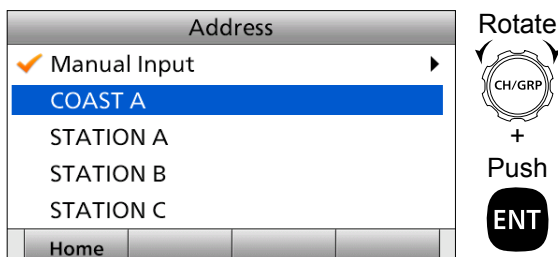 Address
Manual Input
COAST A
STATION A
STATION B
STATION C
Home
Rotate
CH/GRP
+
Push
ENT